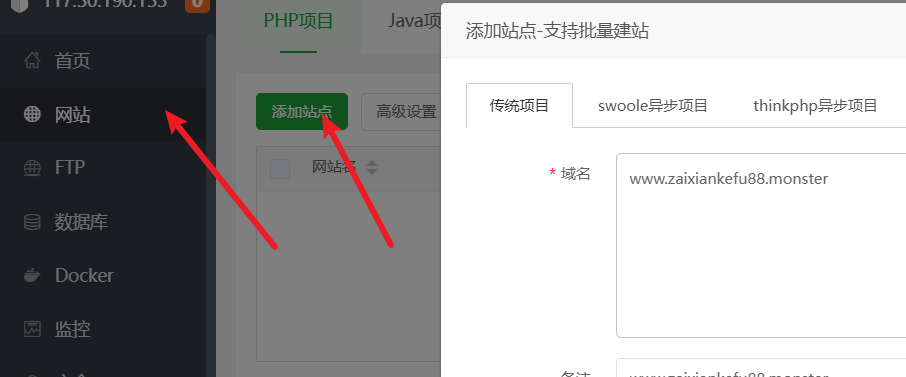 117.50.190.133
0
首页
网站
FTP
数据库
Docker
监控
PHP项目
Java项
添加站点
高级设置
网站名
添加站点-支持批量建站
传统项目
swoole异步项目
thinkphp异步项目
* 域名
www.zaixiankefu88.monster
备注
www.zaixiankefu88.monster